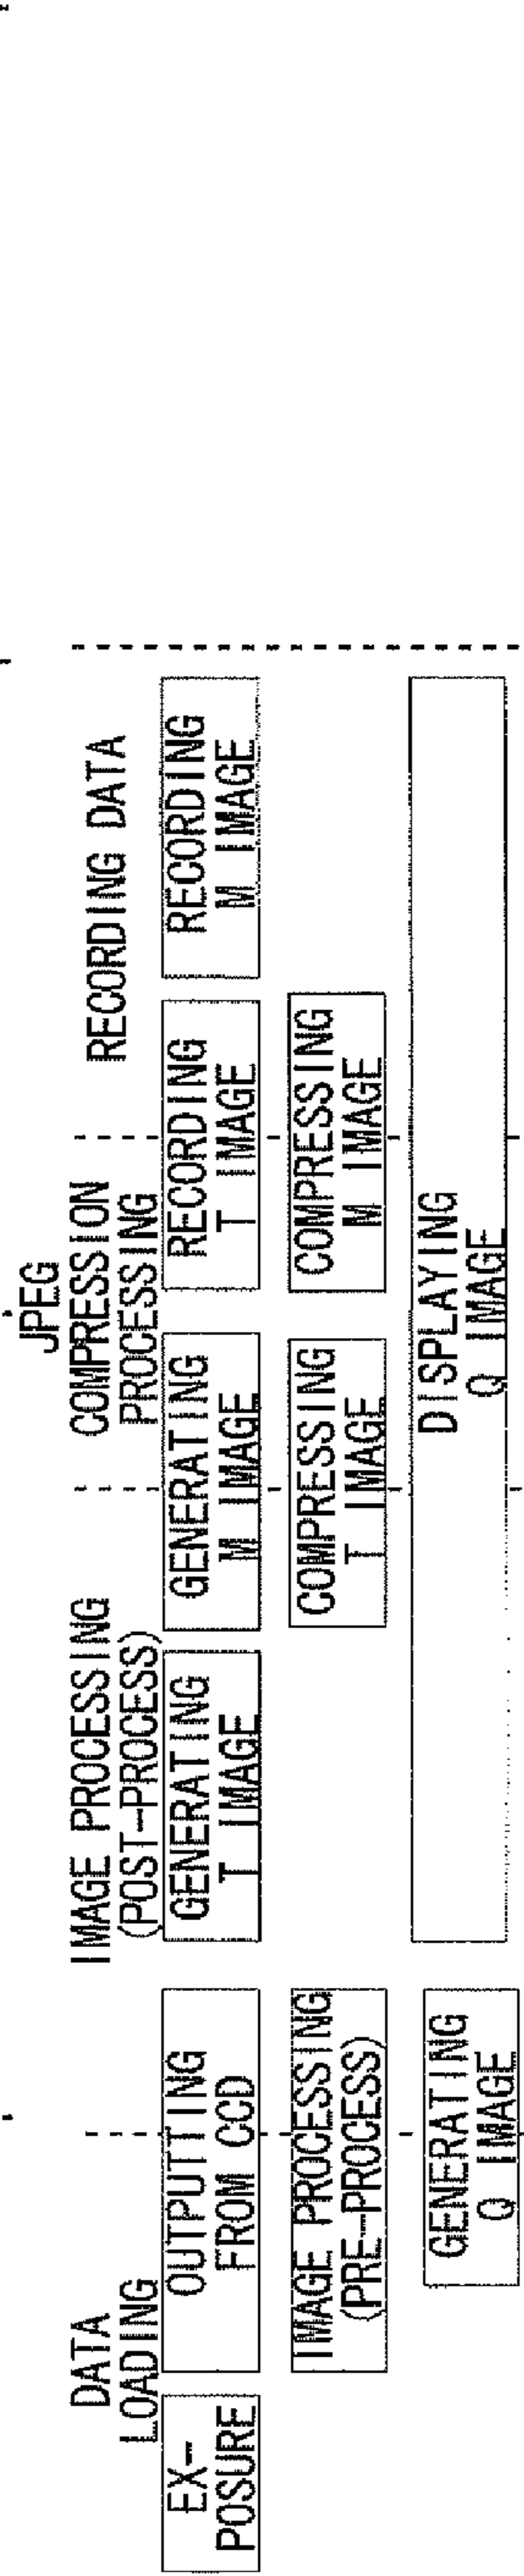 DATA
LOADING
IMAGE PROCESSING
(POST-PROCESS)
JPEG
COMPRESSION
PROCESSING
RECORDING DATA
EX-
POSURE
OUTPUTTING
FROM CCD
GENERATING
T IMAGE
GENERATING
M IMAGE
RECORDING
T IMAGE
RECORDING
M IMAGE
IMAGE PROCESSING
(PRE-PROCESS)
COMPRESSING
T IMAGE
COMPRESSING
M IMAGE
GENERATING
Q IMAGE
DISPLAYING
Q IMAGE